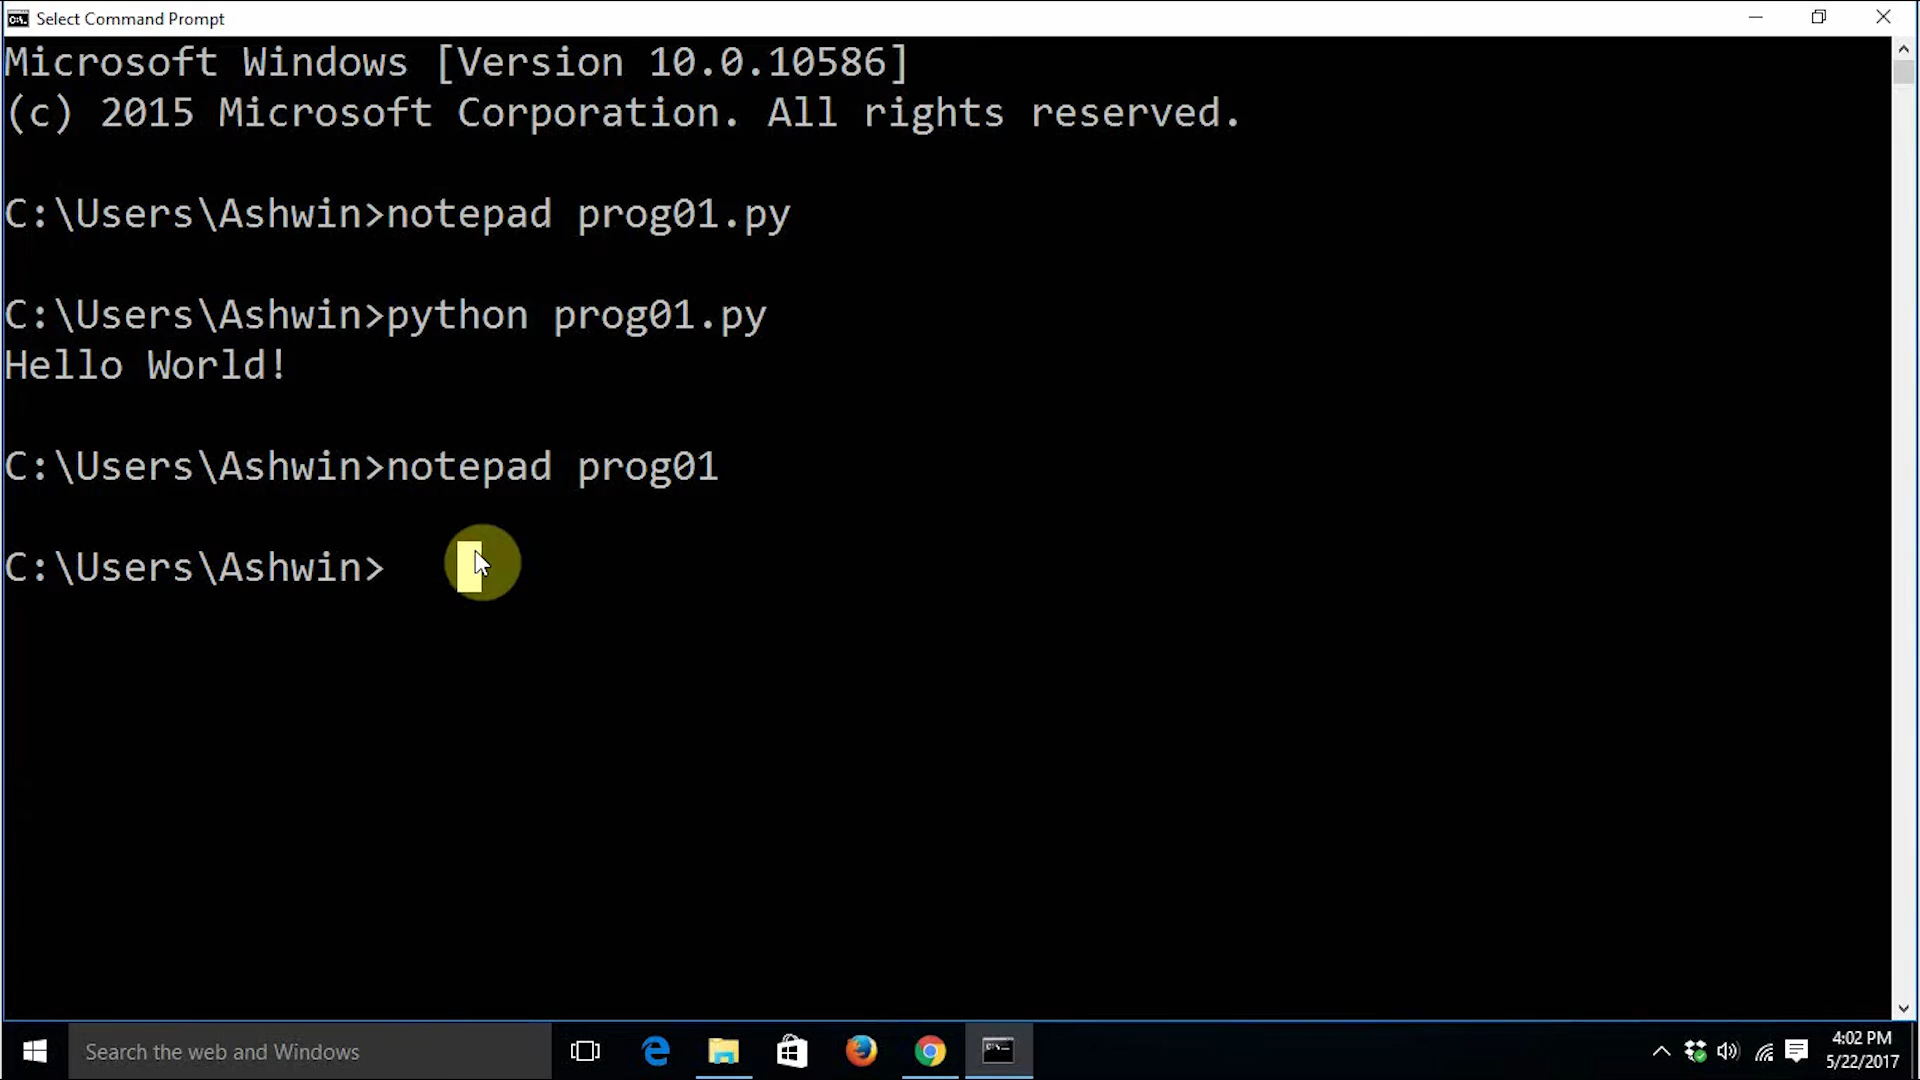 Select Command Prompt
Microsoft Windows [Version 10.0.10586]
(c) 2015 Microsoft Corporation. All rights reserved.
C:\Users\Ashwin>notepad prog01.py
C:\Users\Ashwin>python prog01.py
Hello World!
C:\Users\Ashwin>notepad prog01
C:\Users\Ashwin>
Search the web and Windows
4:02 PM
5/22/2017